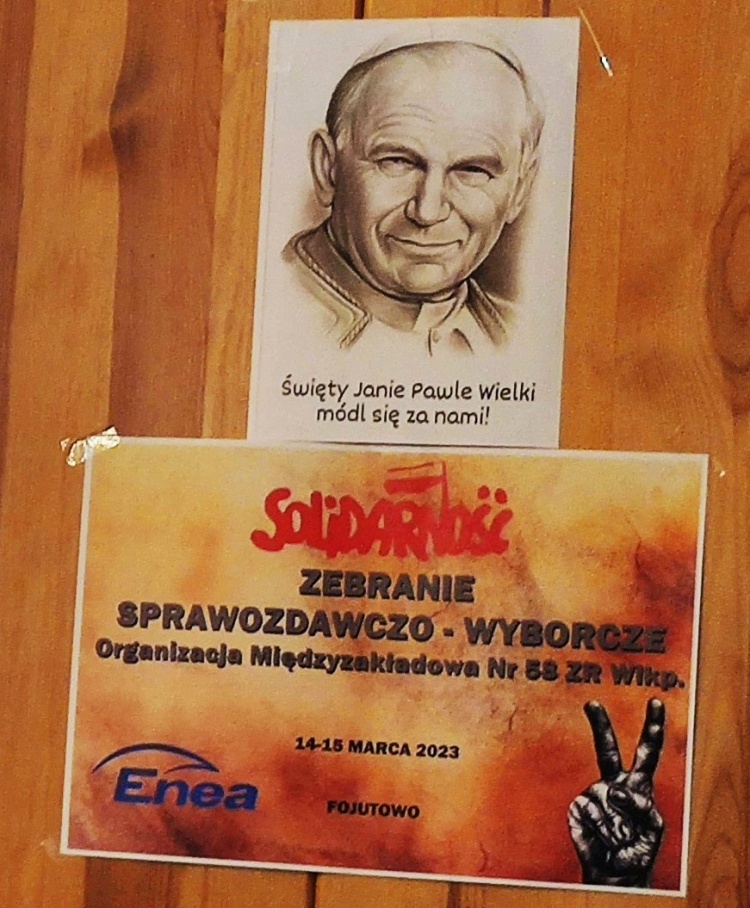 Święty Janie Pawle Wielki
módl się za nami!
SOLIDARNOŚĆ
ZEBRANIE
SPRAWOZDAWCZO - WYBORCZE
Organizacja Międzyzakładowa Nr 58 ZR Wlkp.
14-15 MARCA 2023
Enea
FOJUTOWO